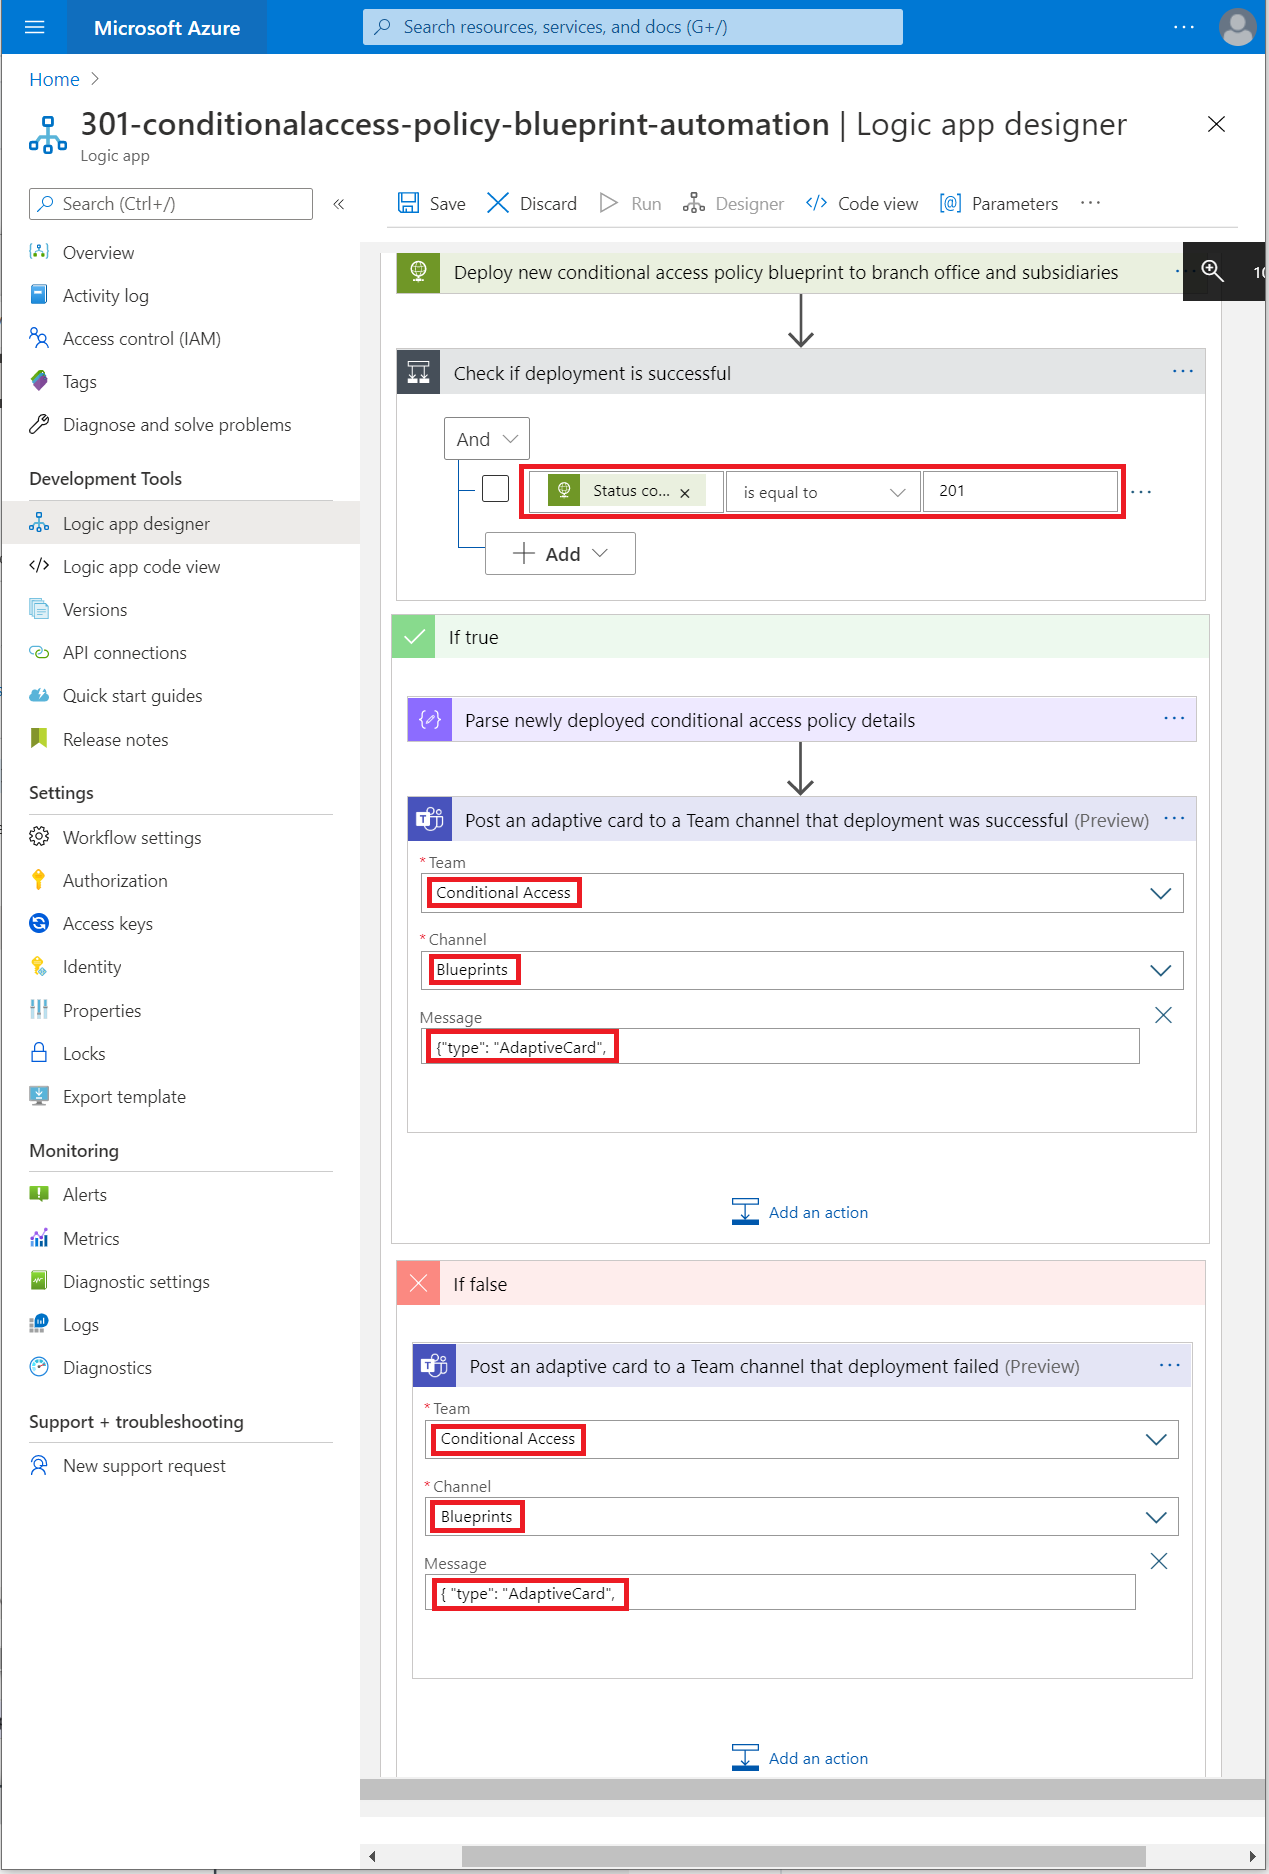 Microsoft Azure
Search resources, services, and docs (G+/)
Home
301-conditionalaccess-policy-blueprint-automation | Logic app designer
Logic app
Search (Ctrl+/)
Overview
Activity log
Access control (IAM)
Tags
Diagnose and solve problems
Development Tools
Logic app designer
Logic app code view
Versions
API connections
Quick start guides
Release notes
Settings
Workflow settings
Authorization
Access keys
Identity
Properties
Locks
Export template
Monitoring
Alerts
Metrics
Diagnostic settings
Logs
Diagnostics
Support + troubleshooting
New support request
Save Discard Run Designer Code view Parameters
Deploy new conditional access policy blueprint to branch office and subsidiaries
Check if deployment is successful
And
Status co... is equal to 201
Add
If true
Parse newly deployed conditional access policy details
Post an adaptive card to a Team channel that deployment was successful (Preview)
* Team
Conditional Access
* Channel
Blueprints
Message
{"type": "AdaptiveCard",
Add an action
If false
Post an adaptive card to a Team channel that deployment failed (Preview)
* Team
Conditional Access
* Channel
Blueprints
Message
{ "type": "AdaptiveCard",
Add an action